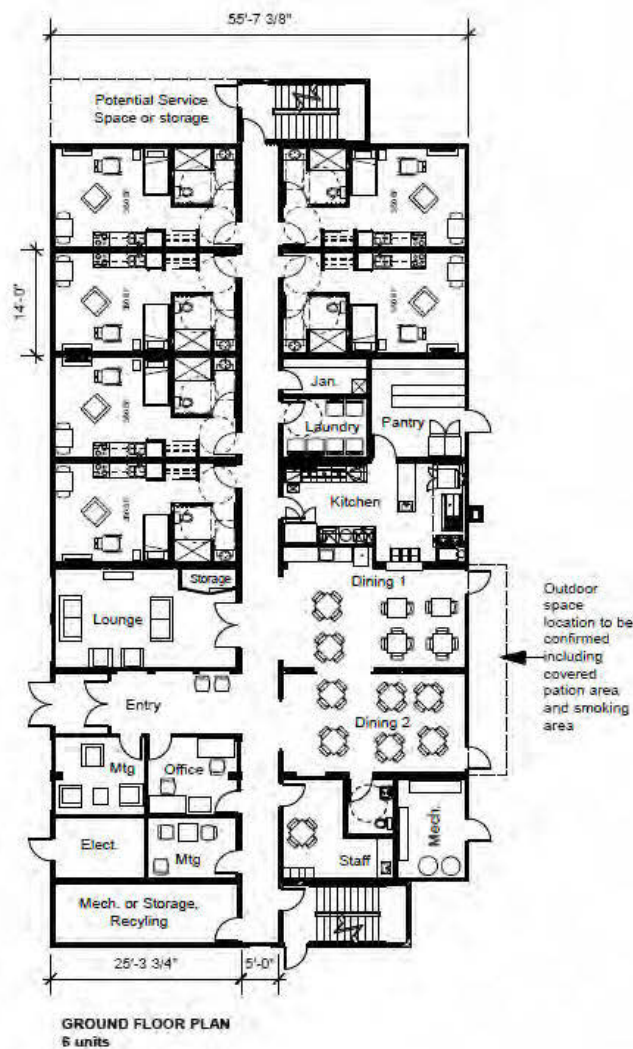 55'-7 3/8"
Potential Service
Space or storage
14'-0"
Jan.
Laundry
Pantry
Kitchen
Storage
Lounge
Dining 1
Outdoor
space
location to be
confirmed
including
covered
pation area
and smoking
area
Entry
Dining 2
Mtg
Office
Elect.
Mtg
Staff
Mech.
Mech. or Storage,
Recyling
25'-3 3/4"
5'-0"
GROUND FLOOR PLAN
6 units